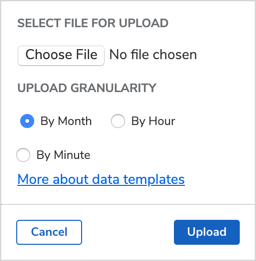 SELECT FILE FOR UPLOAD
Choose File No file chosen
UPLOAD GRANULARITY
By Month By Hour
By Minute
More about data templates
Cancel Upload